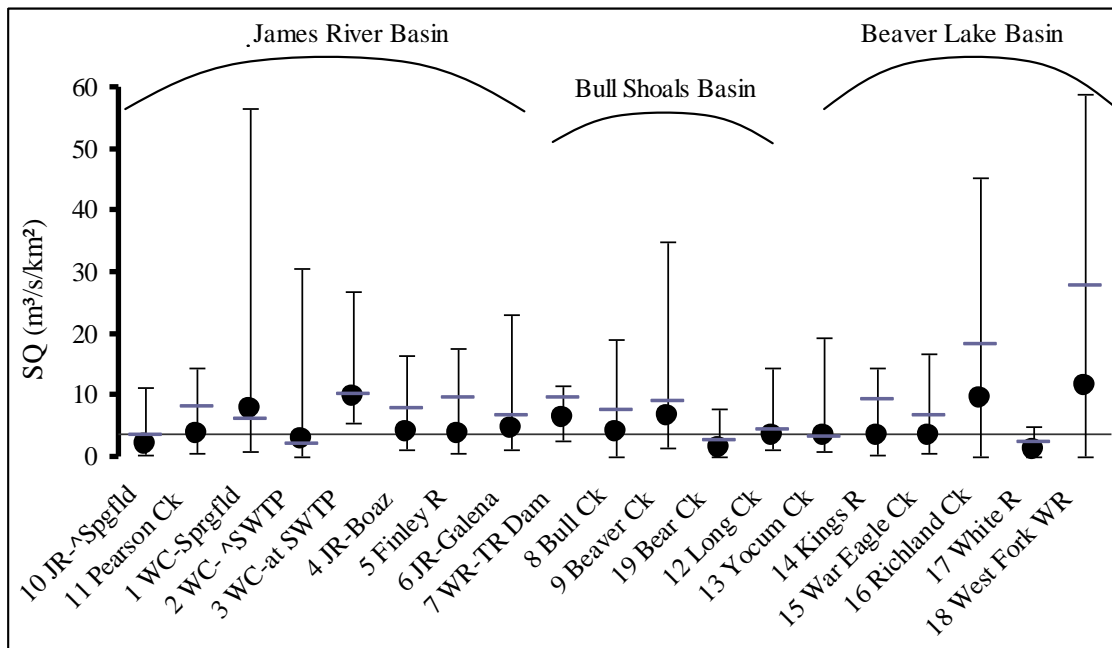 James River Basin
Bull Shoals Basin
Beaver Lake Basin
SQ (m³/s/km²)
60
50
40
30
20
10
0
10 JR-^Spgfld
11 Pearson Ck
1 WC-Sprgfld
2 WC- ^SWTP
3 WC-at SWTP
4 JR-Boaz
5 Finley R
6 JR-Galena
7 WR-TR Dam
8 Bull Ck
9 Beaver Ck
19 Bear Ck
12 Long Ck
13 Yocum Ck
14 Kings R
15 War Eagle Ck
16 Richland Ck
17 White R
18 West Fork WR